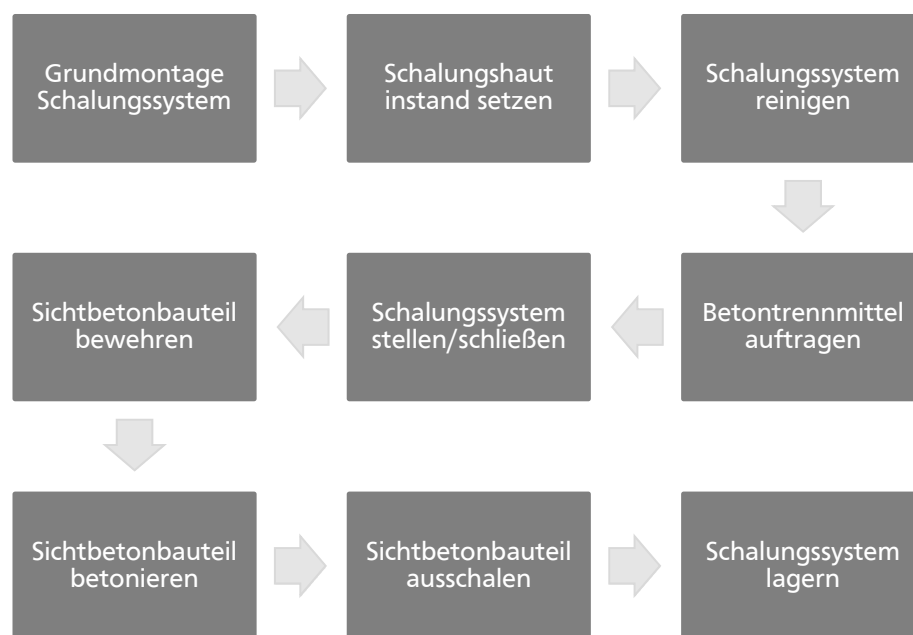 Grundmontage
Schalungssystem
Schalungshaut
instand setzen
Schalungssystem
reinigen
Betontrennmittel
auftragen
Schalungssystem
stellen/schließen
Sichtbetonbauteil
bewehren
Sichtbetonbauteil
betonieren
Sichtbetonbauteil
ausschalen
Schalungssystem
lagern